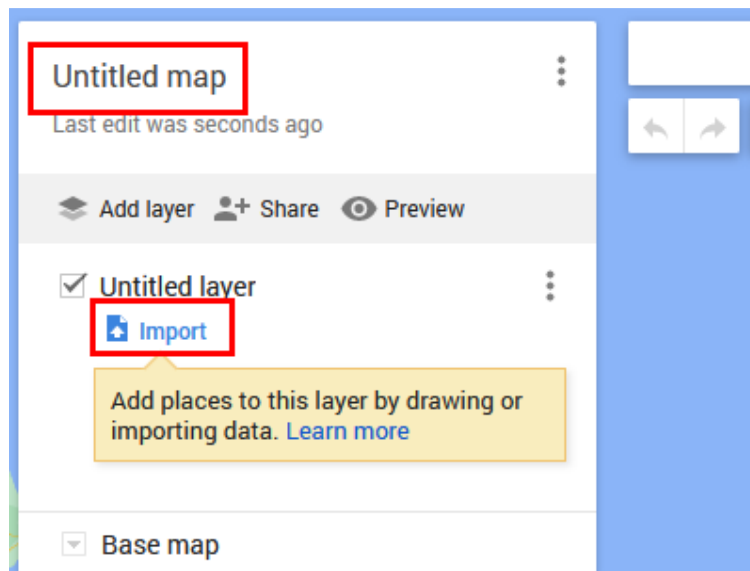 Untitled map
Last edit was seconds ago
Add layer Share Preview
Untitled layer
Import
Add places to this layer by drawing or
importing data. Learn more
Base map